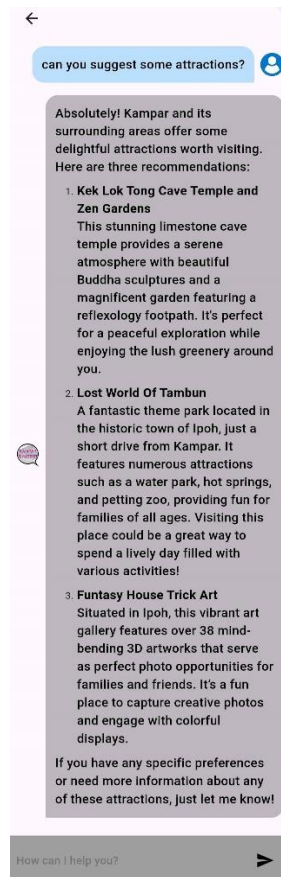 can you suggest some attractions?
Absolutely! Kampar and its
surrounding areas offer some
delightful attractions worth visiting.
Here are three recommendations:
1. Kek Lok Tong Cave Temple and
Zen Gardens
This stunning limestone cave
temple provides a serene
atmosphere with beautiful
Buddha sculptures and a
magnificent garden featuring a
reflexology footpath. It's perfect
for a peaceful exploration while
enjoying the lush greenery around
you.
2. Lost World Of Tambun
A fantastic theme park located in
the historic town of Ipoh, just a
short drive from Kampar. It
features numerous attractions
such as a water park, hot springs,
and petting zoo, providing fun for
families of all ages. Visiting this
place could be a great way to
spend a lively day filled with
various activities!
3. Funtasy House Trick Art
Situated in Ipoh, this vibrant art
gallery features over 38 mind-
bending 3D artworks that serve
as perfect photo opportunities for
families and friends. It's a fun
place to capture creative photos
and engage with colorful
displays.
If you have any specific preferences
or need more information about any
of these attractions, just let me know!
How can I help you?